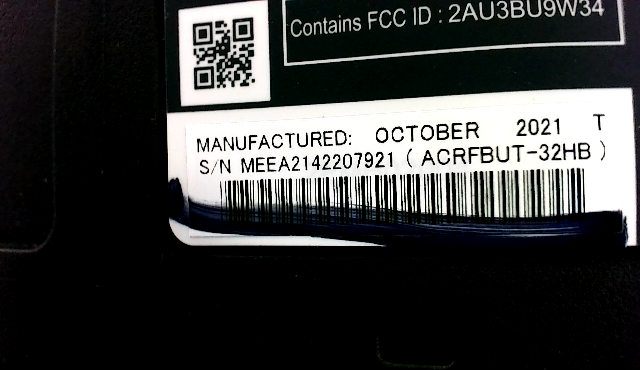 Contains FCC ID : 2AU3BU9W34
MANUFACTURED: OCTOBER 2021 T
S/N MEEA2142207921 ( ACRFBUT-32HB )